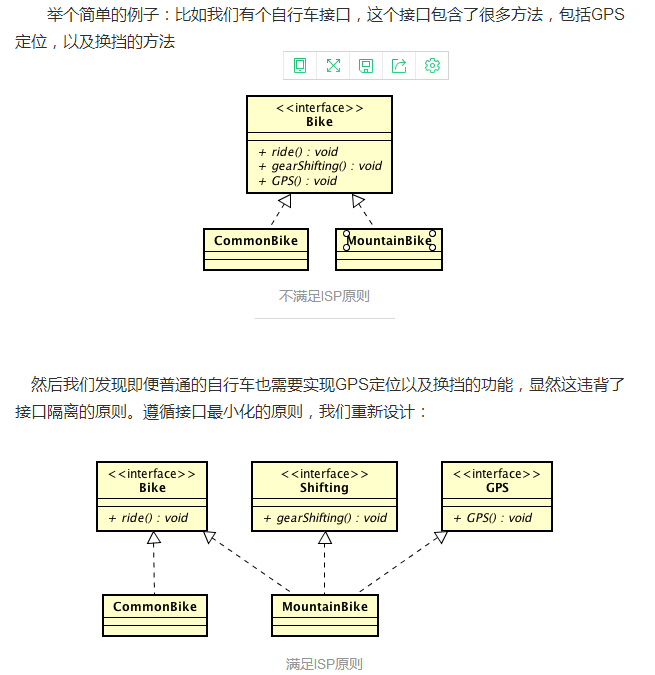 举个简单的例子：比如我们有个自行车接口，这个接口包含了很多方法，包括GPS
定位，以及换挡的方法
<<interface>>
Bike
+ ride() : void
+ gearShifting() : void
+ GPS() : void
CommonBike
MountainBike
不满足ISP原则
然后我们发现即便普通的自行车也需要实现GPS定位以及换挡的功能，显然这违背了
接口隔离的原则。遵循接口最小化的原则，我们重新设计：
<<interface>>
Bike
+ ride() : void
<<interface>>
Shifting
+ gearShifting() : void
<<interface>>
GPS
+ GPS() : void
CommonBike
MountainBike
满足ISP原则